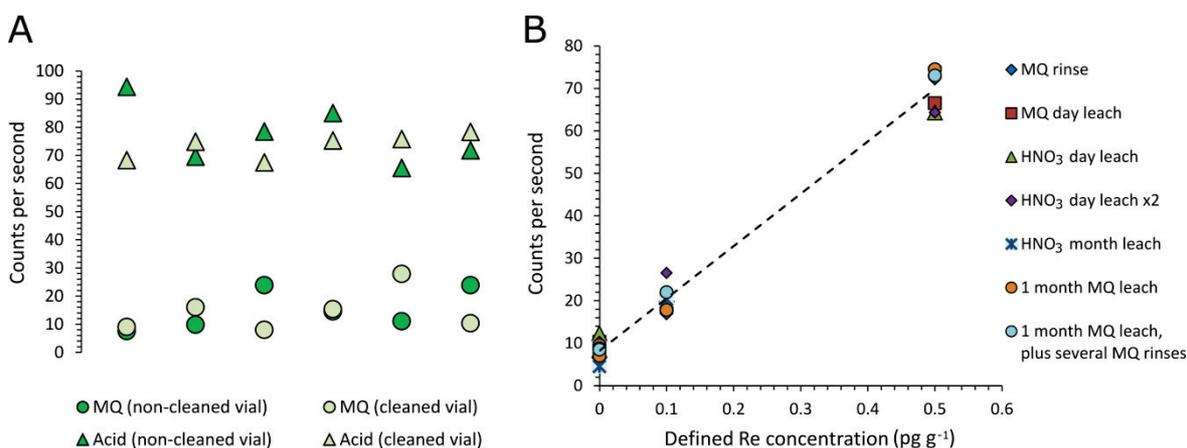 A
Counts per second
100
90
80
70
60
50
40
30
20
10
0
MQ (non-cleaned vial)
MQ (cleaned vial)
Acid (non-cleaned vial)
Acid (cleaned vial)
B
Counts per second
80
70
60
50
40
30
20
10
0
0 0.1 0.2 0.3 0.4 0.5 0.6
Defined Re concentration (pg g⁻¹)
MQ rinse
MQ day leach
HNO₃ day leach
HNO₃ day leach x2
HNO₃ month leach
1 month MQ leach
1 month MQ leach,
plus several MQ rinses